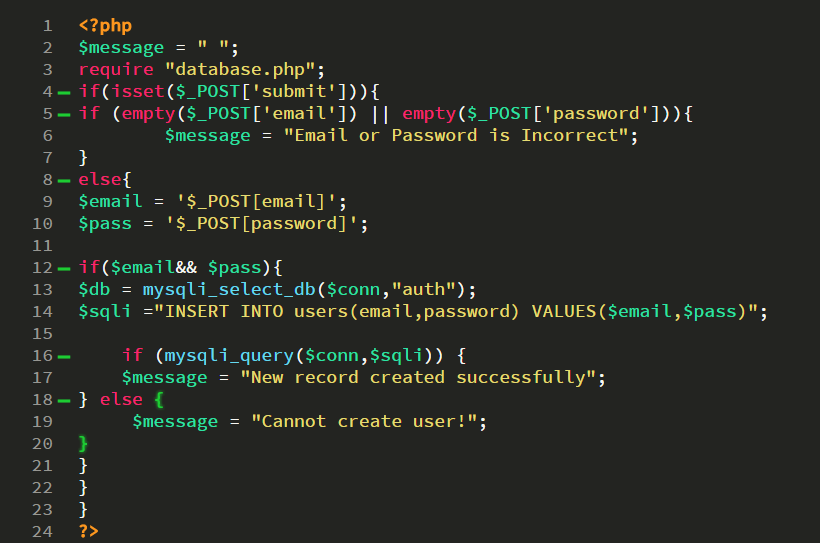 1 <?php
2 $message = " ";
3 require "database.php";
4 if(isset($_POST['submit'])){
5 if (empty($_POST['email']) || empty($_POST['password'])){
6 $message = "Email or Password is Incorrect";
7 }
8 else{
9 $email = '$_POST[email]';
10 $pass = '$_POST[password]';
11
12 if($email&& $pass){
13 $db = mysqli_select_db($conn,"auth");
14 $sqli ="INSERT INTO users(email,password) VALUES($email,$pass)";
15
16 if (mysqli_query($conn,$sqli)) {
17 $message = "New record created successfully";
18 } else {
19 $message = "Cannot create user!";
20 }
21 }
22 }
23 }
24 ?>